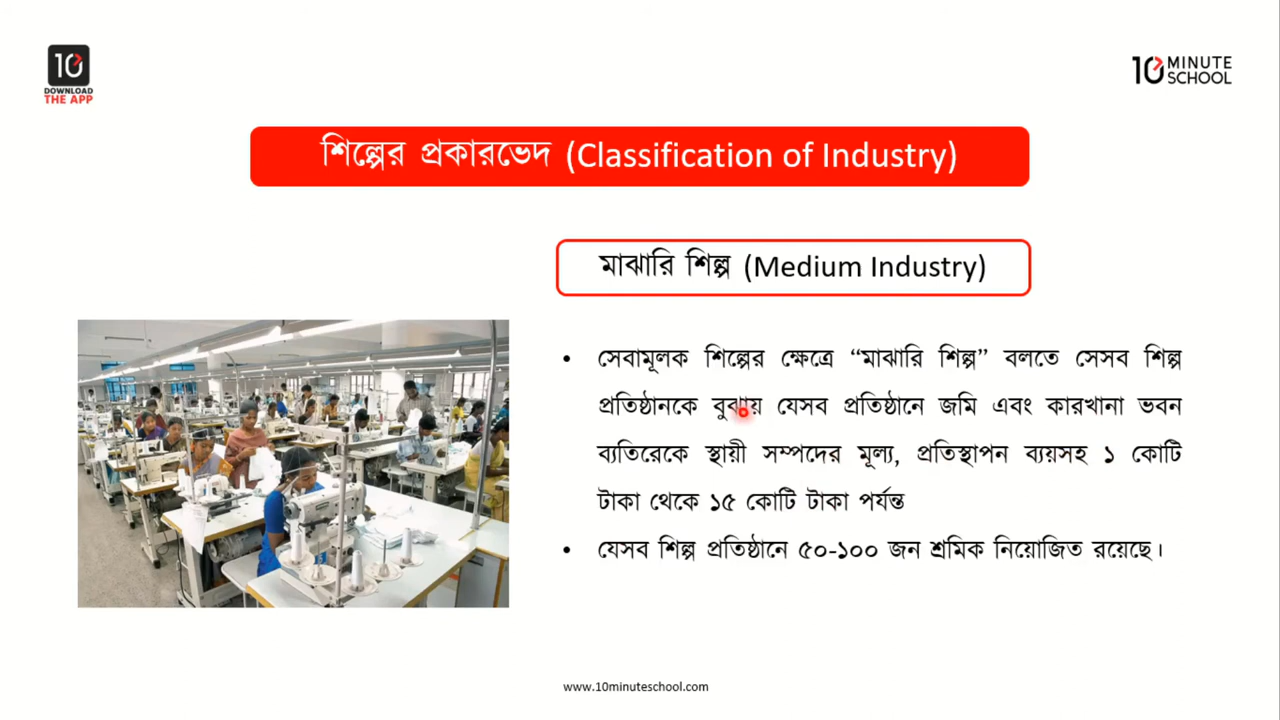 10
DOWNLOAD
THE APP
10 MINUTE
SCHOOL
শিল্পের প্রকারভেদ (Classification of Industry)
মাঝারি শিল্প (Medium Industry)
• সেবামূলক শিল্পের ক্ষেত্রে “মাঝারি শিল্প” বলতে সেসব শিল্প
প্রতিষ্ঠানকে বুঝায় যেসব প্রতিষ্ঠানে জমি এবং কারখানা ভবন
ব্যতিরেকে স্থায়ী সম্পদের মূল্য, প্রতিস্থাপন ব্যয়সহ ১ কোটি
টাকা থেকে ১৫ কোটি টাকা পর্যন্ত
• যেসব শিল্প প্রতিষ্ঠানে ৫০-১০০ জন শ্রমিক নিয়োজিত রয়েছে।
www.10minuteschool.com